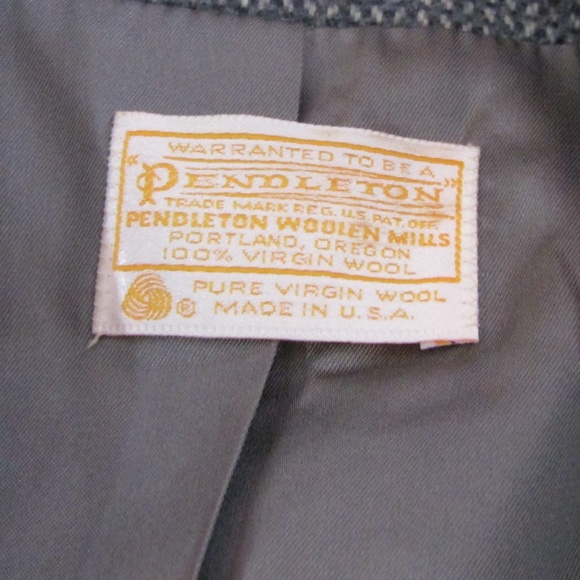 WARRANTED TO BE A
"PENDLETON"
TRADE MARK REG. U.S. PAT. OFF.
PENDLETON WOOLEN MILLS
PORTLAND, OREGON
100% VIRGIN WOOL
PURE VIRGIN WOOL
® MADE IN U.S.A.